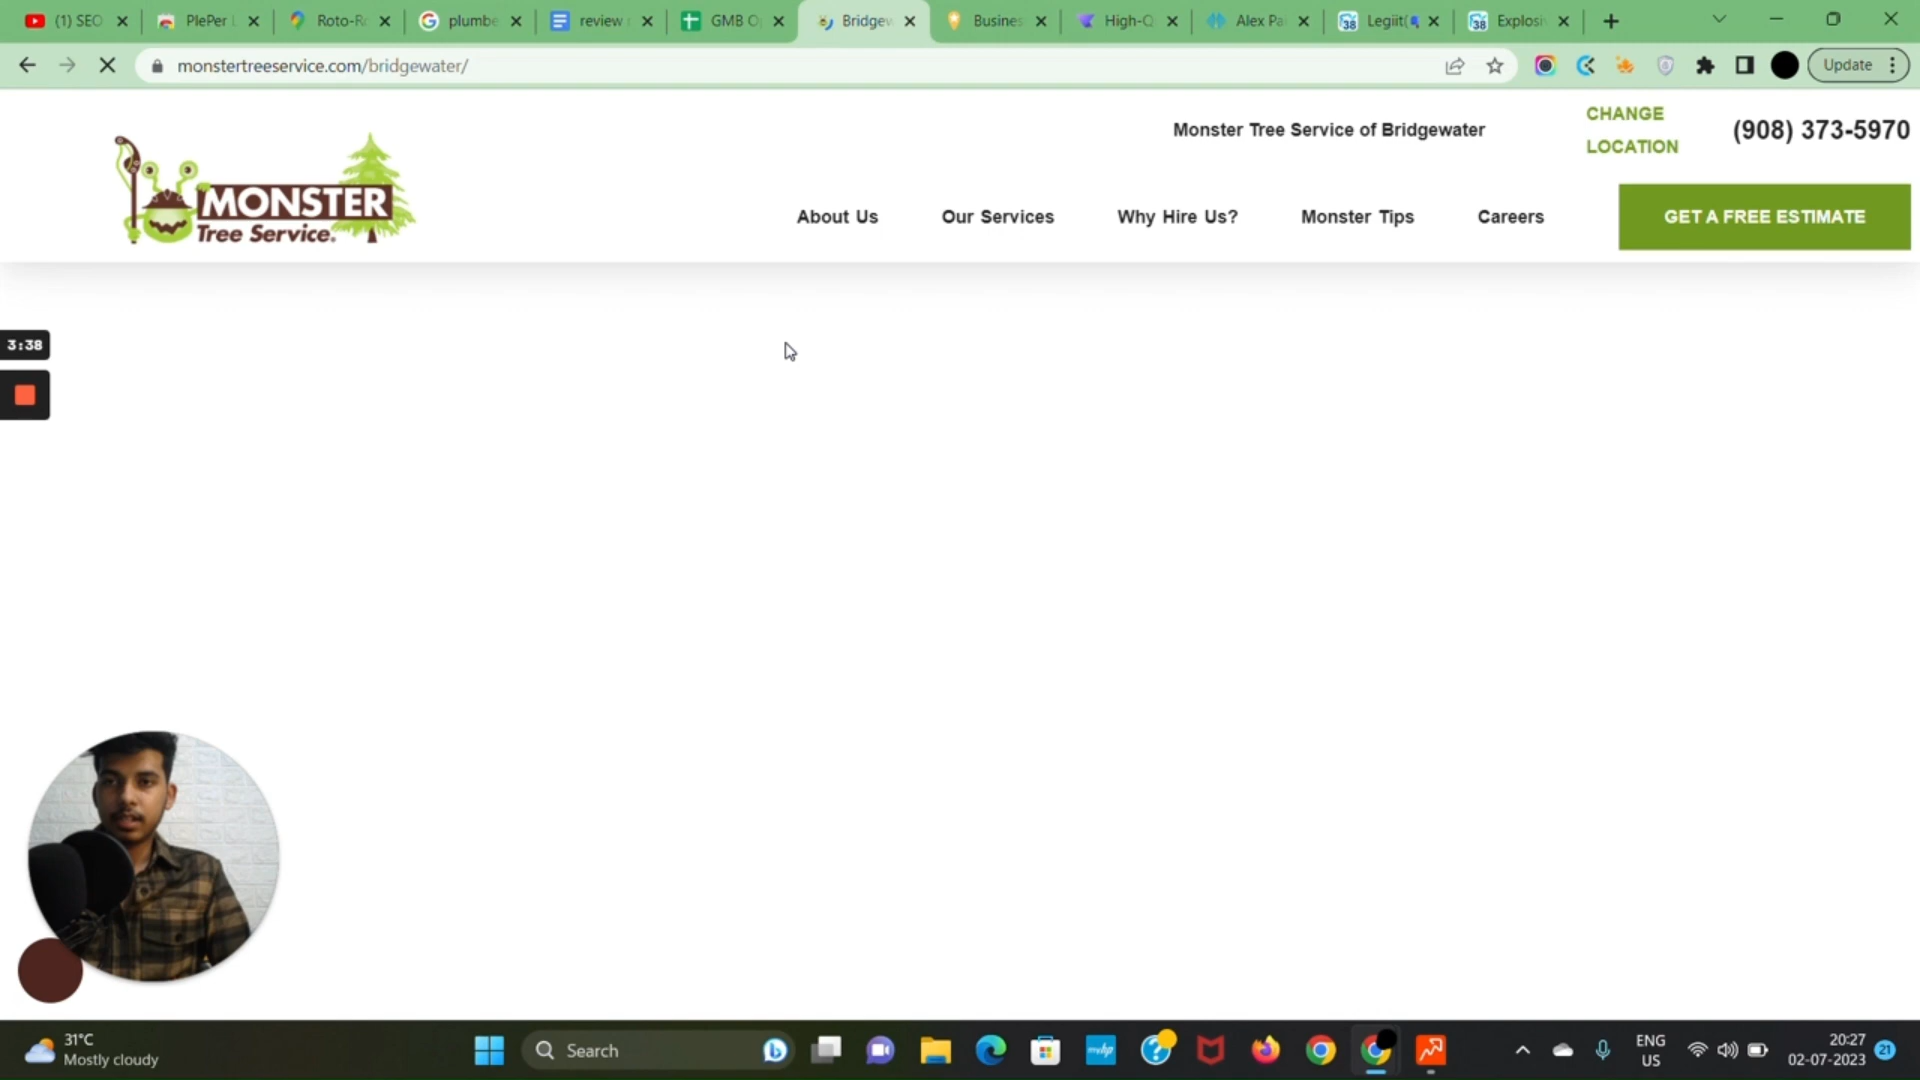 (1) SEO
PlePer
Roto-R
plumbe
review
GMB O
Bridgew
Busines
High-Q
Alex Pa
Legiit(
Explosi
monstertreeservice.com/bridgewater/
Update
Monster Tree Service of Bridgewater
CHANGE
LOCATION
(908) 373-5970
MONSTER
Tree Service.®
About Us
Our Services
Why Hire Us?
Monster Tips
Careers
GET A FREE ESTIMATE
3:38
31°C
Mostly cloudy
Search
ENG
US
20:27
02-07-2023
21